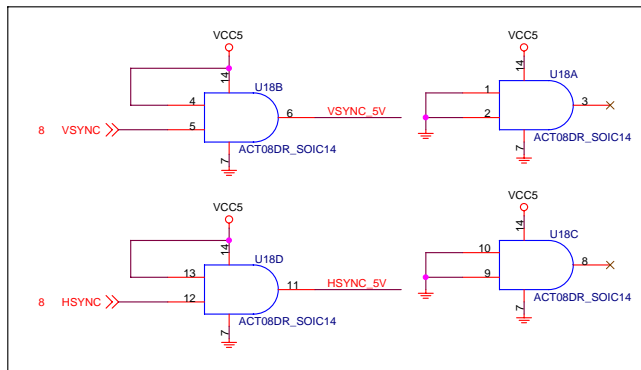 VCC5
14
U18B
4
5
6
VSYNC_5V
8 VSYNC
7
ACT08DR_SOIC14
VCC5
14
U18A
1
2
3
7
ACT08DR_SOIC14
VCC5
14
U18D
13
12
11
HSYNC_5V
8 HSYNC
7
ACT08DR_SOIC14
VCC5
14
U18C
10
9
8
7
ACT08DR_SOIC14